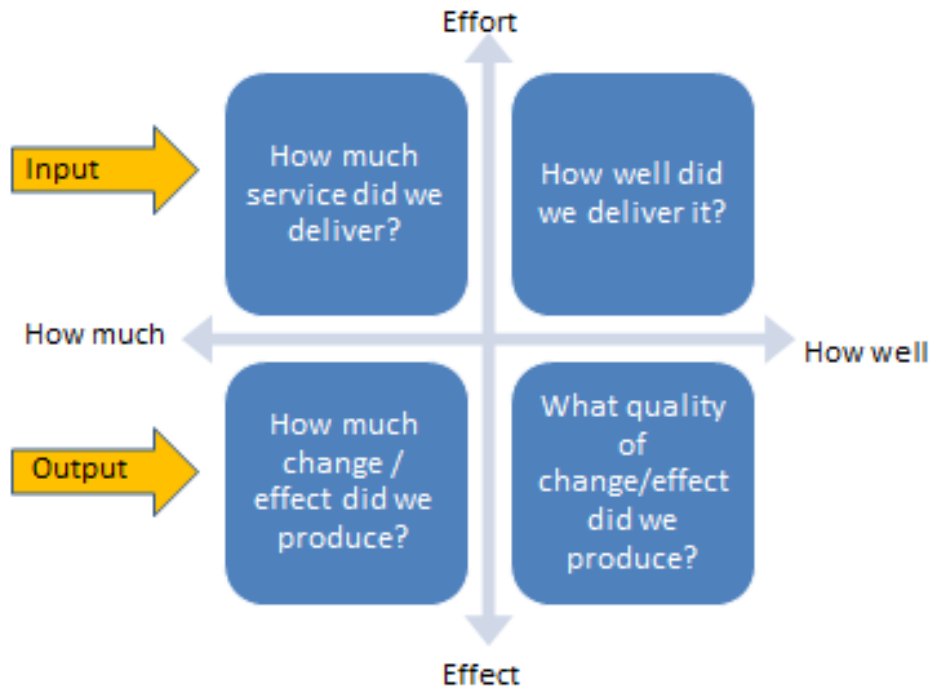 Effort
Input
How much
service did we
deliver?
How well did
we deliver it?
How much
How well
Output
How much
change /
effect did we
produce?
What quality
of
change/effect
did we
produce?
Effect